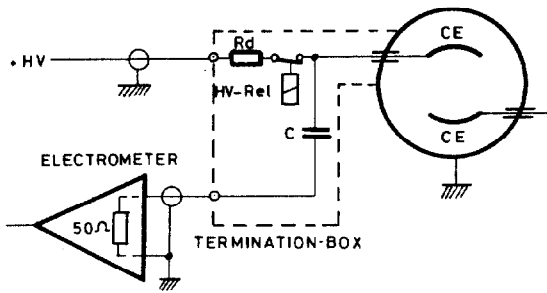 CE
Rd
+HV
HV-Rel
CE
C
ELECTROMETER
50Ω
TERMINATION-BOX